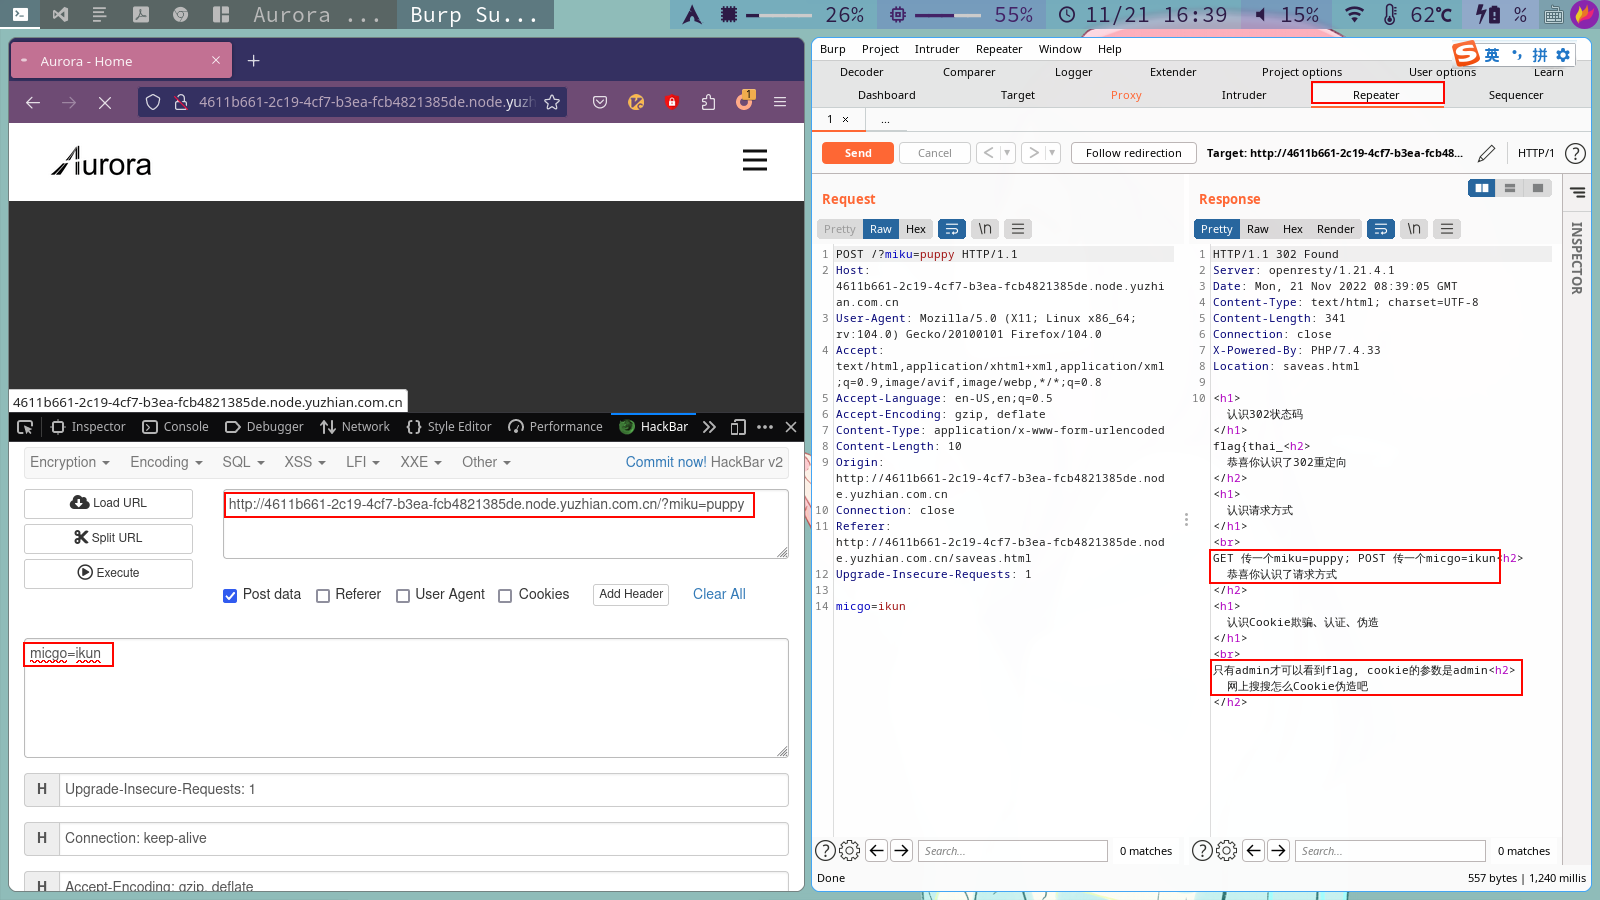 Aurora ...
Burp Su...
26%
55%
11/21 16:39
15%
62℃
%
Aurora - Home
4611b661-2c19-4cf7-b3ea-fcb4821385de.node.yuzh
1
Aurora
4611b661-2c19-4cf7-b3ea-fcb4821385de.node.yuzhian.com.cn
Inspector
Console
Debugger
Network
Style Editor
Performance
HackBar
Encryption
Encoding
SQL
XSS
LFI
XXE
Other
Commit now! HackBar v2
Load URL
http://4611b661-2c19-4cf7-b3ea-fcb4821385de.node.yuzhian.com.cn/?miku=puppy
Split URL
Execute
Post data
Referer
User Agent
Cookies
Add Header
Clear All
micgo=ikun
H Upgrade-Insecure-Requests: 1
H Connection: keep-alive
H Accept-Encoding: gzip, deflate
Burp Project Intruder Repeater Window Help
英 拼
Decoder Comparer Logger Extender Project options User options Learn
Dashboard Target Proxy Intruder Repeater Sequencer
1 ×
...
Send
Cancel
<
>
Follow redirection
Target: http://4611b661-2c19-4cf7-b3ea-fcb48...
HTTP/1
?
Request
Pretty Raw Hex \n
1 POST /?miku=puppy HTTP/1.1
2 Host:
4611b661-2c19-4cf7-b3ea-fcb4821385de.node.yuzhi
an.com.cn
3 User-Agent: Mozilla/5.0 (X11; Linux x86_64;
rv:104.0) Gecko/20100101 Firefox/104.0
4 Accept:
text/html,application/xhtml+xml,application/xml
;q=0.9,image/avif,image/webp,*/*;q=0.8
5 Accept-Language: en-US,en;q=0.5
6 Accept-Encoding: gzip, deflate
7 Content-Type: application/x-www-form-urlencoded
8 Content-Length: 10
9 Origin:
http://4611b661-2c19-4cf7-b3ea-fcb4821385de.nod
e.yuzhian.com.cn
10 Connection: close
11 Referer:
http://4611b661-2c19-4cf7-b3ea-fcb4821385de.nod
e.yuzhian.com.cn/saveas.html
12 Upgrade-Insecure-Requests: 1
13
14 micgo=ikun
Response
Pretty Raw Hex Render \n
1 HTTP/1.1 302 Found
2 Server: openresty/1.21.4.1
3 Date: Mon, 21 Nov 2022 08:39:05 GMT
4 Content-Type: text/html; charset=UTF-8
5 Content-Length: 341
6 Connection: close
7 X-Powered-By: PHP/7.4.33
8 Location: saveas.html
9
10 <h1>
认识302状态码
</h1>
flag{thai_<h2>
恭喜你认识了302重定向
</h2>
<h1>
认识请求方式
</h1>
<br>
GET 传一个miku=puppy; POST 传一个micgo=ikun<h2>
恭喜你认识了请求方式
</h2>
<h1>
认识Cookie欺骗、认证、伪造
</h1>
<br>
只有admin才可以看到flag, cookie的参数是admin<h2>
网上搜搜怎么Cookie伪造吧
</h2>
INSPECTOR
? Search... 0 matches
? Search... 0 matches
Done
557 bytes | 1,240 millis